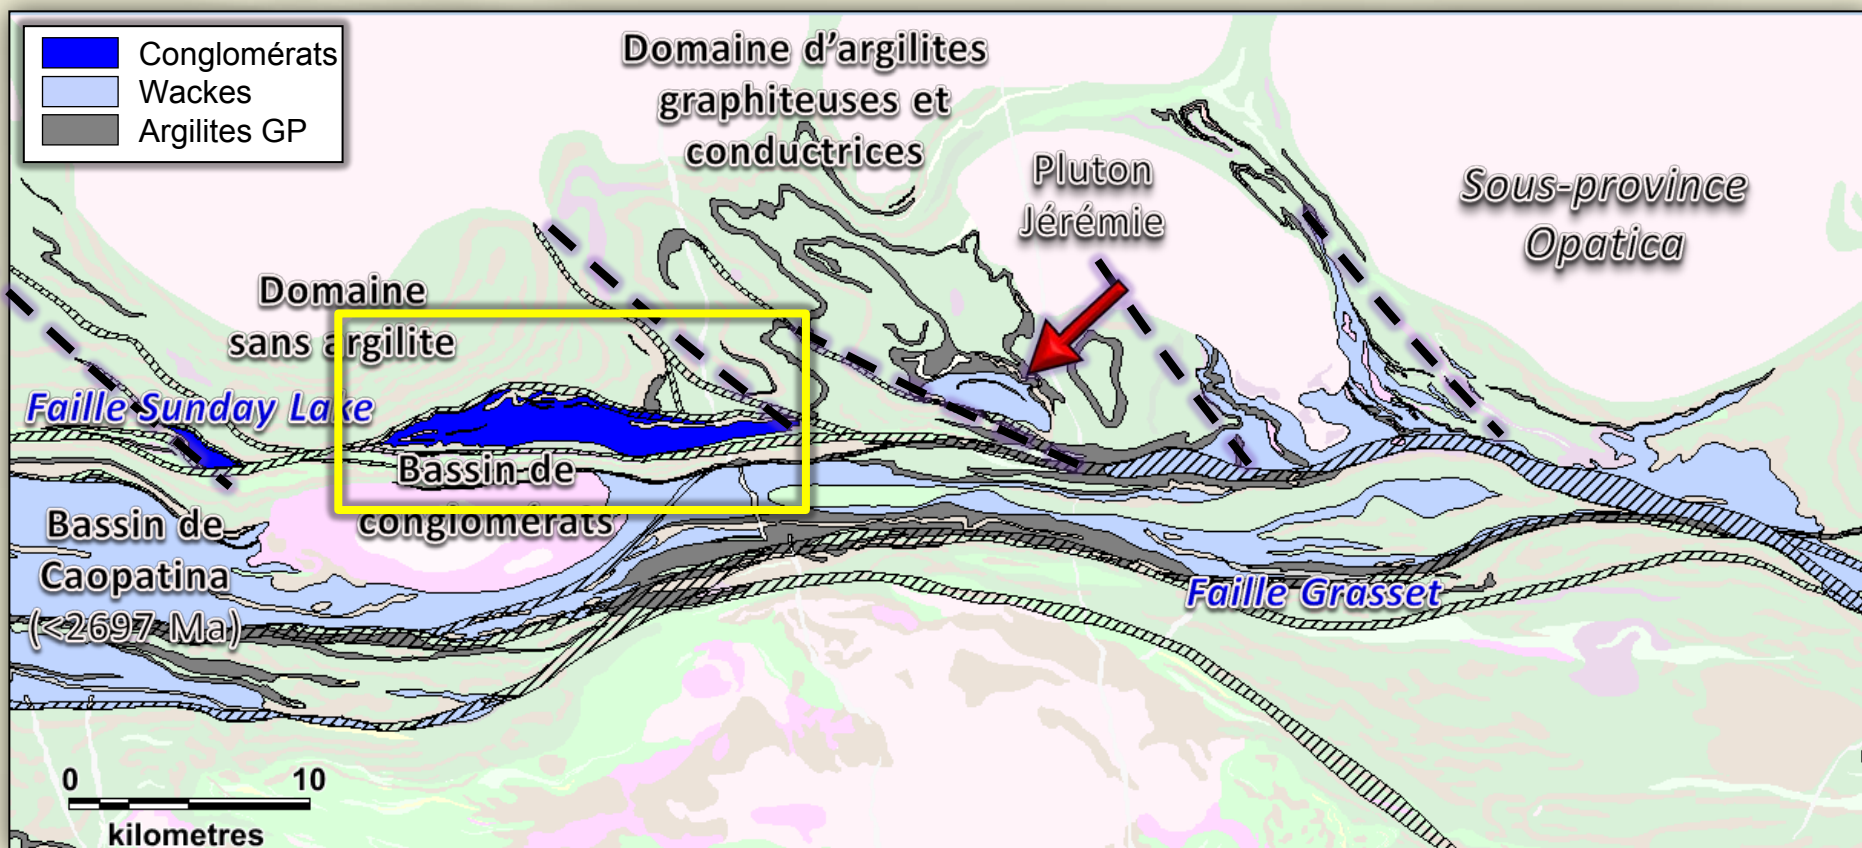 Conglomérats
Wackes
Argilites GP
Domaine d'argilites
graphiteuses et
conductrices
Pluton
Jérémie
Sous-province
Opatica
Domaine
sans argilite
Faille Sunday Lake
Bassin de
conglomérats
Bassin de
Caopatina
(<2697 Ma)
Faille Grasset
0 10
kilometres